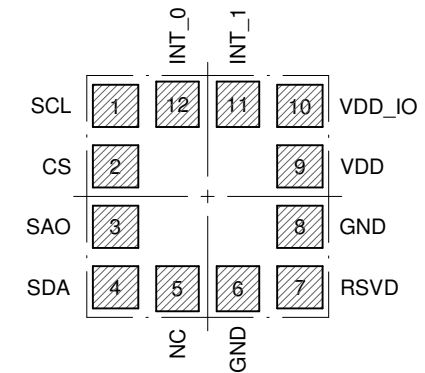 INT_0
INT_1
SCL 1 12 11 10 VDD_IO
CS 2 9 VDD
SAO 3 8 GND
SDA 4 5 6 7 RSVD
NC
GND